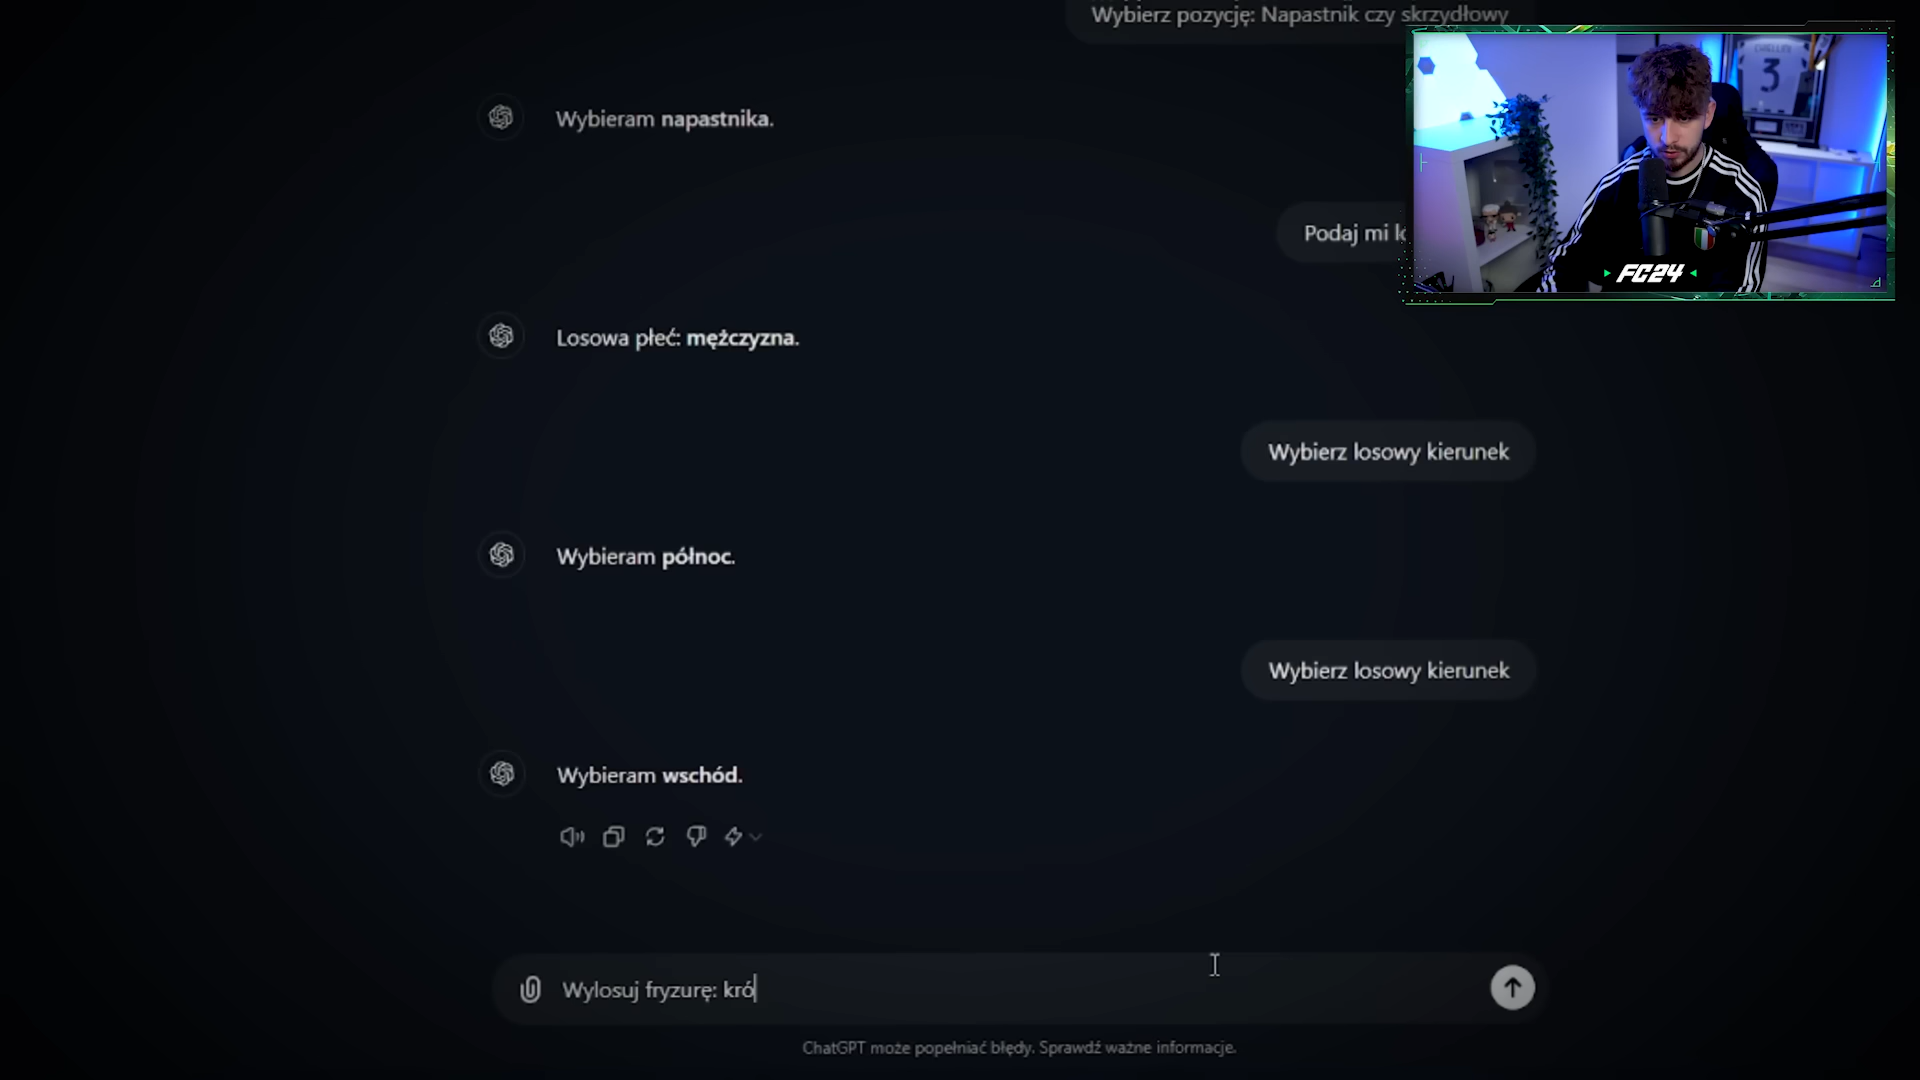 Wybierz pozycję: Napastnik czy skrzydłowy
3
FC24
Wybieram napastnika.
Podaj mi
Losowa płeć: mężczyzna.
Wybierz losowy kierunek
Wybieram północ.
Wybierz losowy kierunek
Wybieram wschód.
Wylosuj fryzurę: kró
ChatGPT może popełniać błędy. Sprawdź ważne informacje.